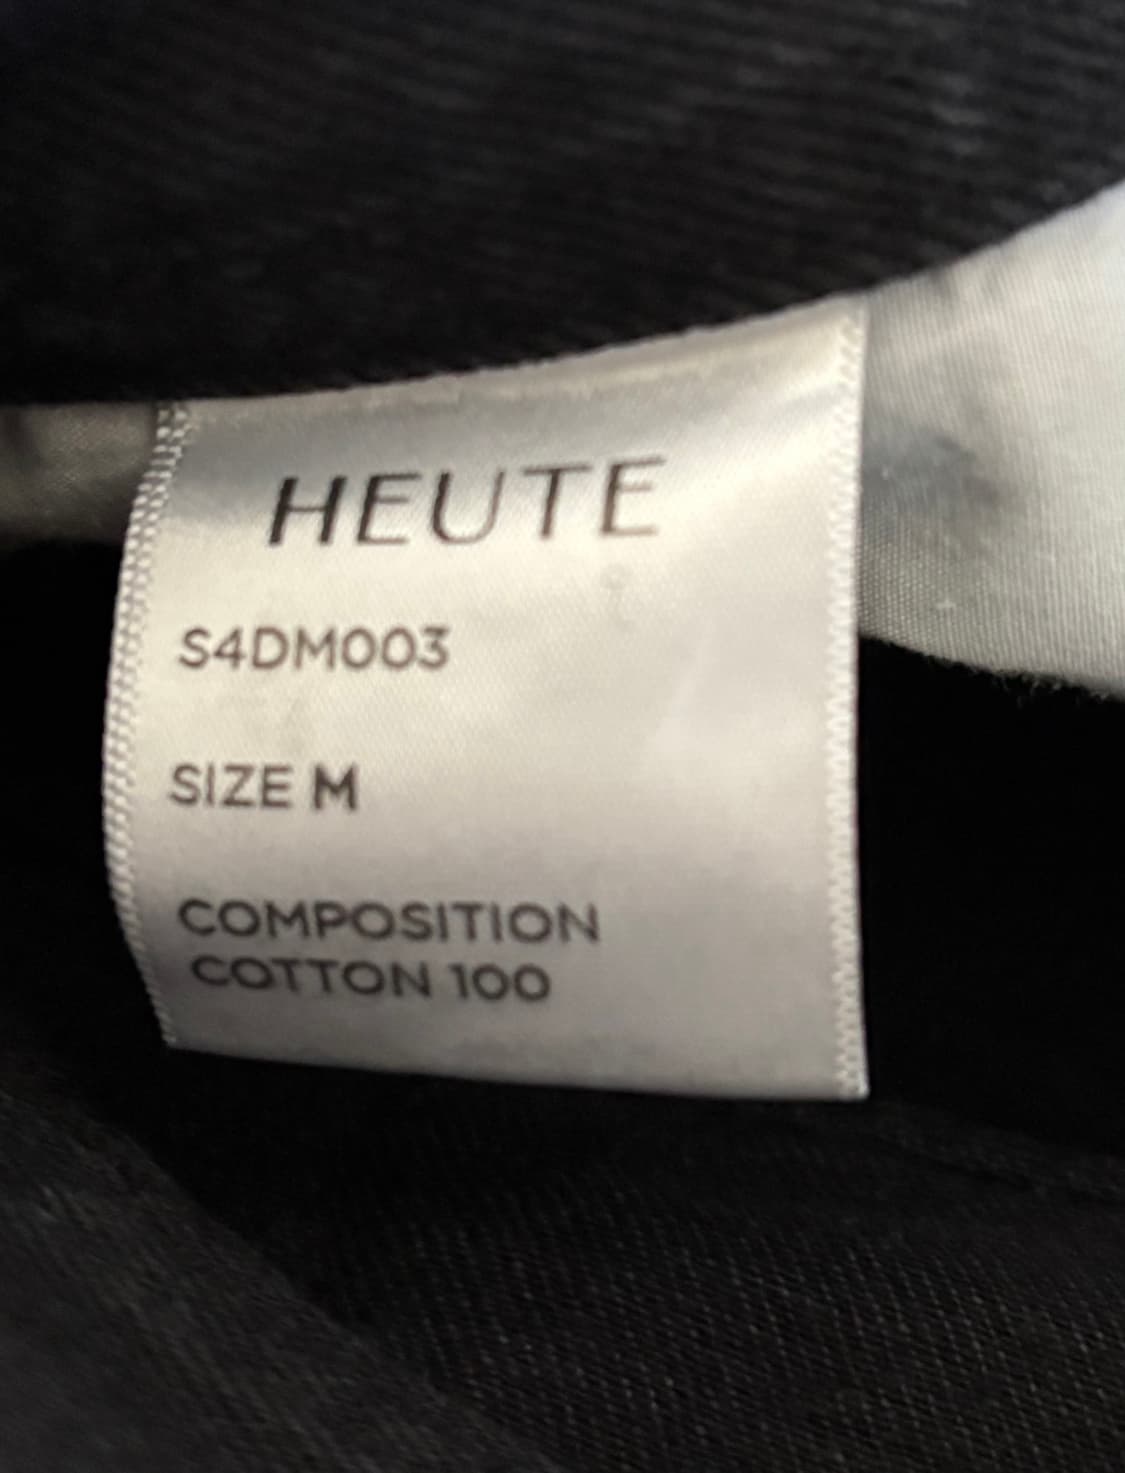 HEUTE
S4DM003
SIZE M
COMPOSITION
COTTON 100